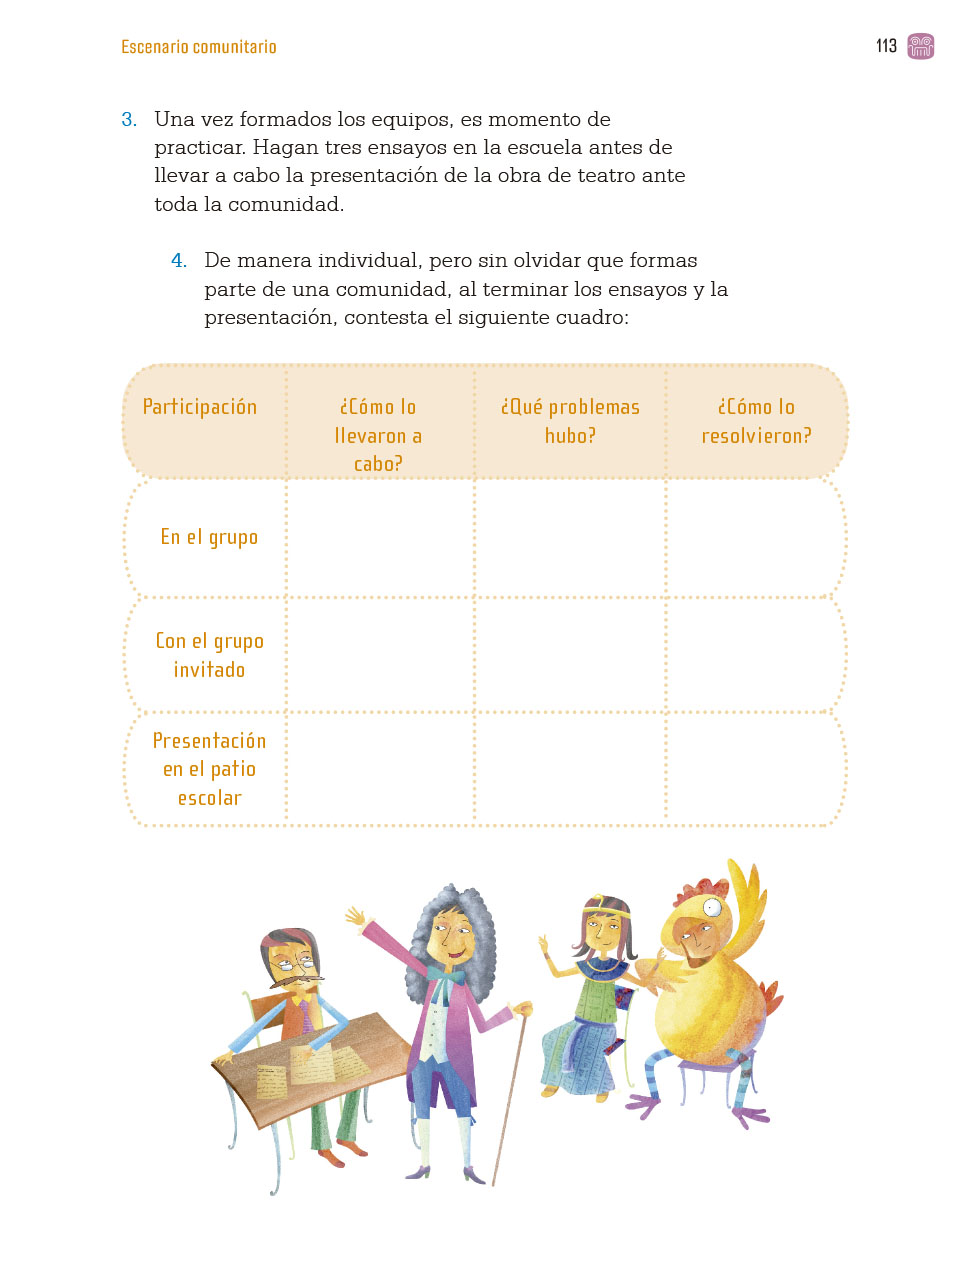 Escenario comunitario
113
3. Una vez formados los equipos, es momento de
practicar. Hagan tres ensayos en la escuela antes de
llevar a cabo la presentación de la obra de teatro ante
toda la comunidad.
4. De manera individual, pero sin olvidar que formas
parte de una comunidad, al terminar los ensayos y la
presentación, contesta el siguiente cuadro:
Participación
¿Cómo lo
llevaron a
cabo?
¿Qué problemas
hubo?
¿Cómo lo
resolvieron?
En el grupo
Con el grupo
invitado
Presentación
en el patio
escolar